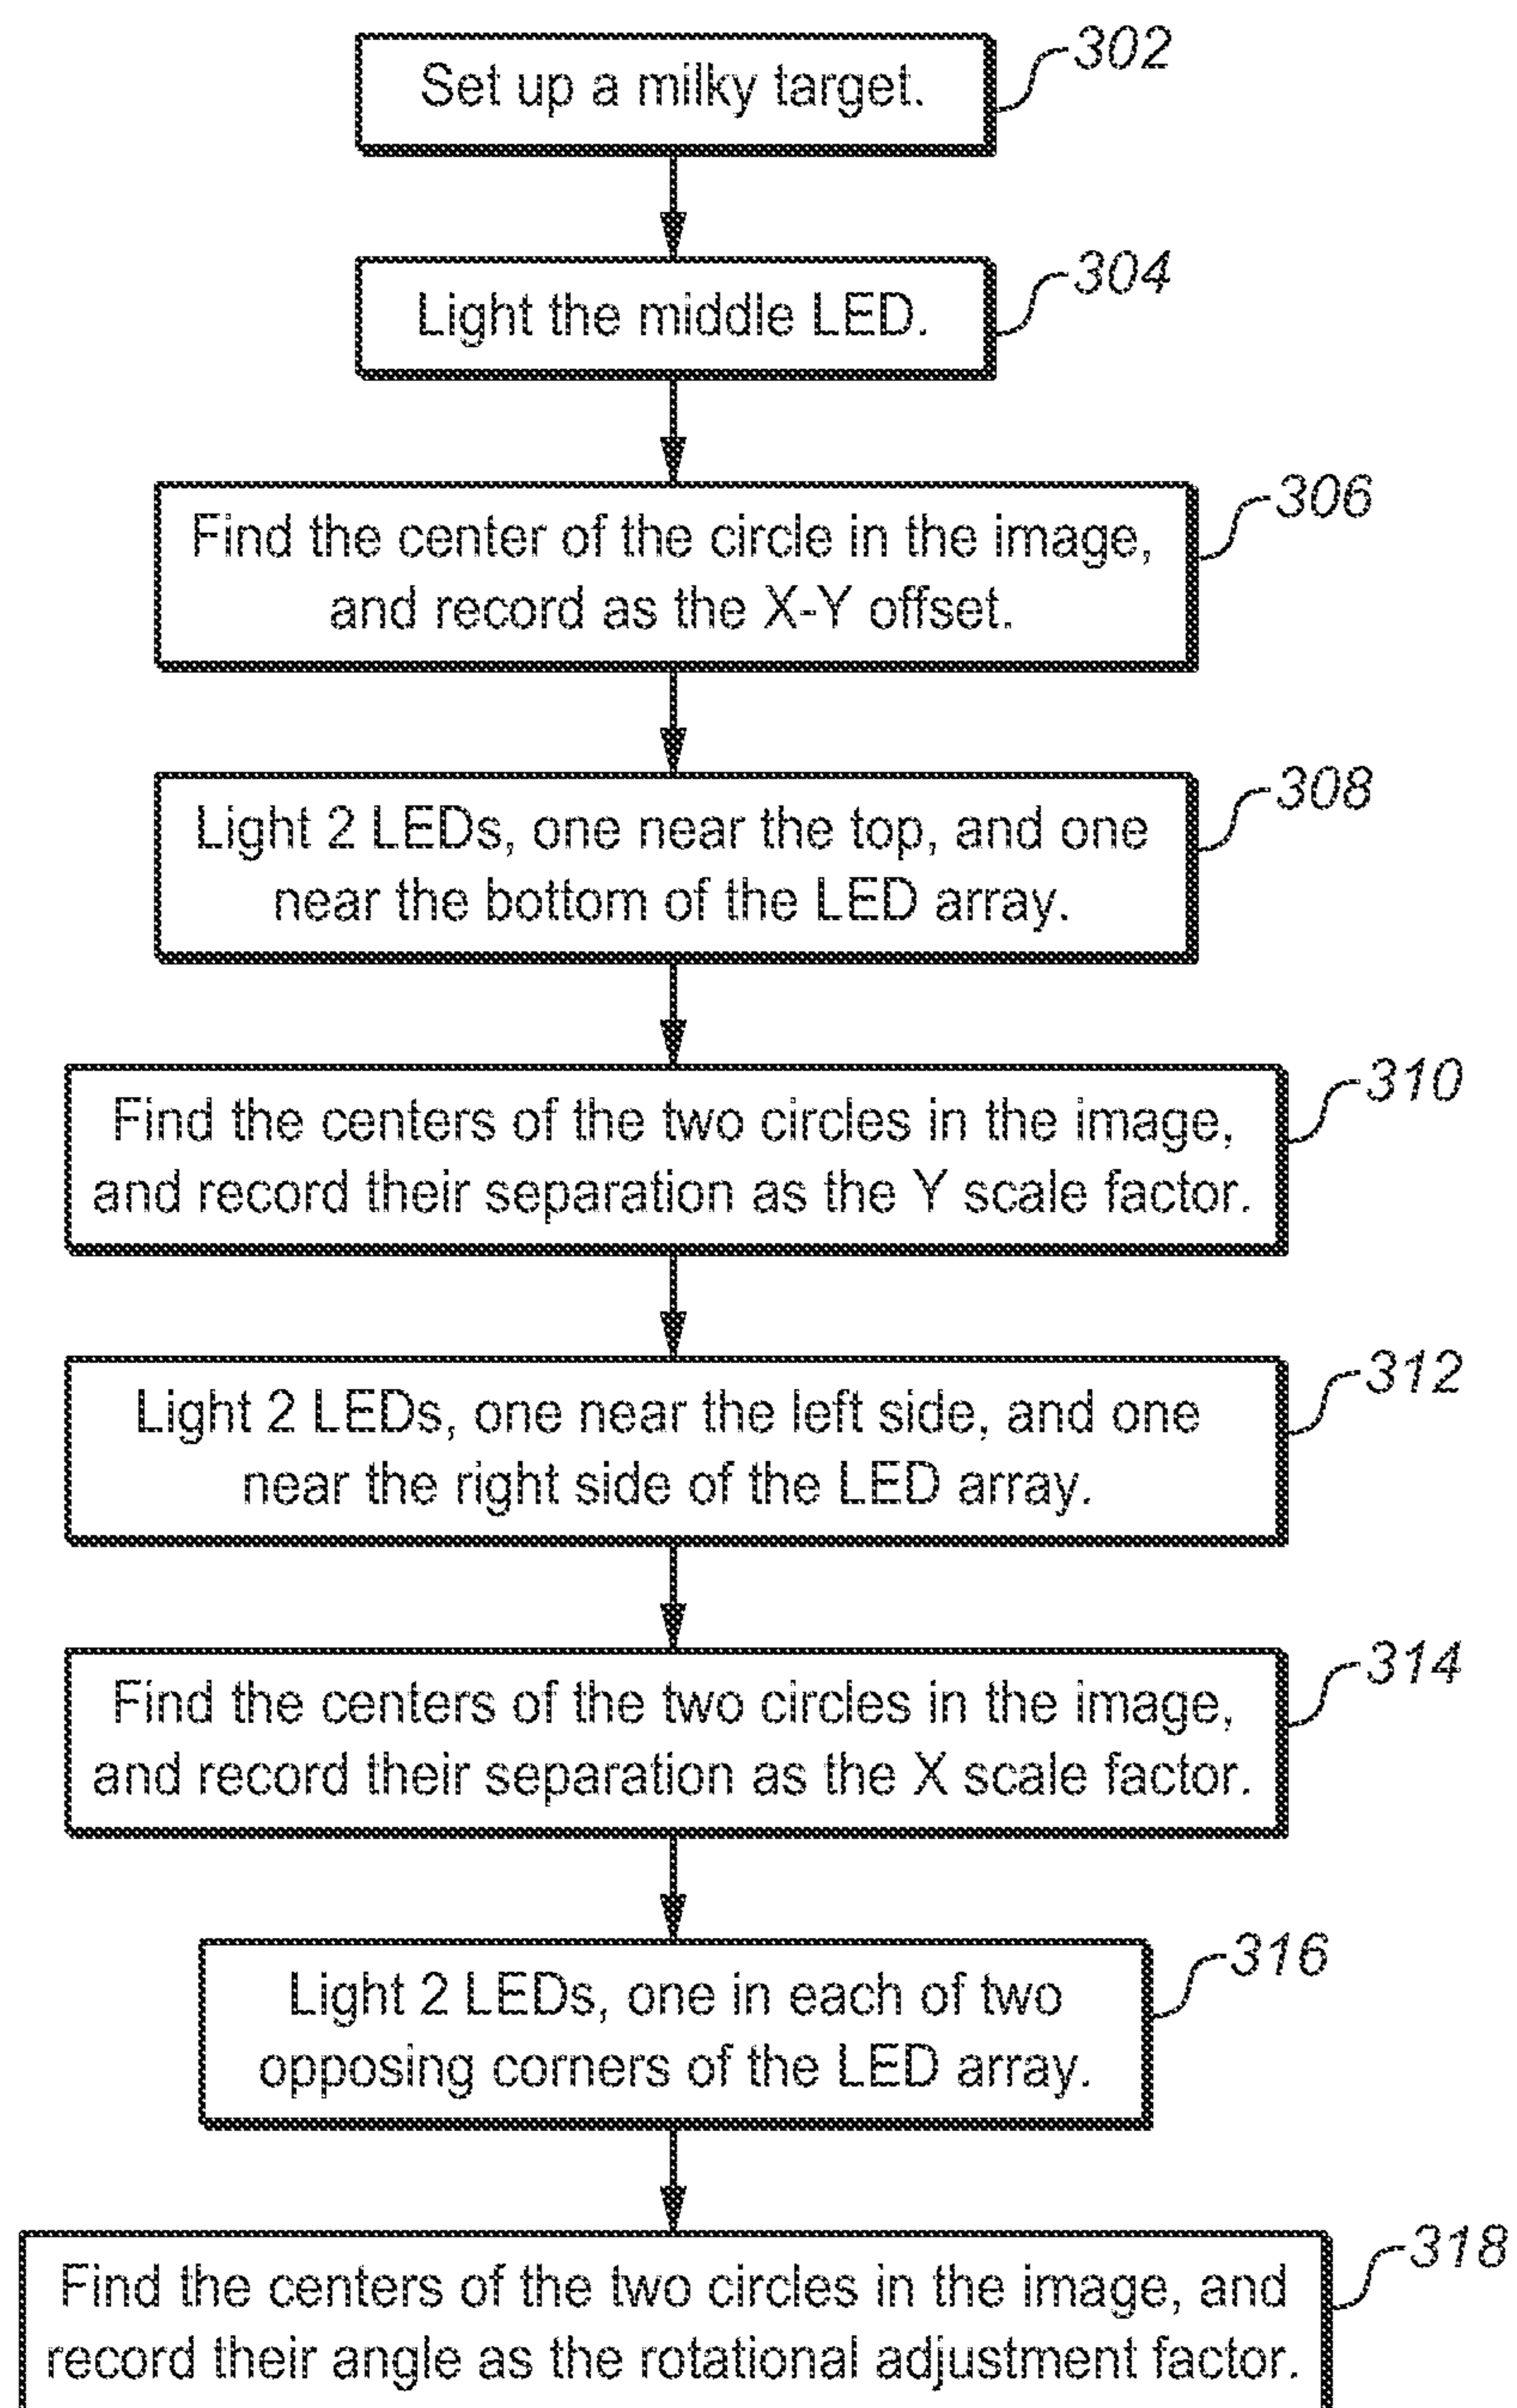 Set up a milky target.
302
Light the middle LED.
304
Find the center of the circle in the image,
and record as the X-Y offset.
306
Light 2 LEDs, one near the top, and one
near the bottom of the LED array.
308
Find the centers of the two circles in the image,
and record their separation as the Y scale factor.
310
Light 2 LEDs, one near the left side, and one
near the right side of the LED array.
312
Find the centers of the two circles in the image,
and record their separation as the X scale factor.
314
Light 2 LEDs, one in each of two
opposing corners of the LED array.
316
Find the centers of the two circles in the image, and
record their angle as the rotational adjustment factor.
318